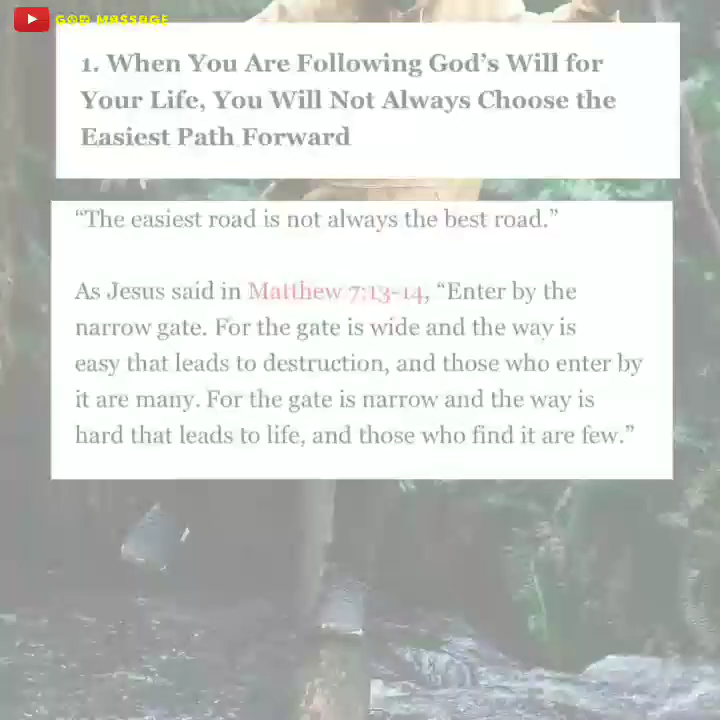 GOD MASSAGE
1. When You Are Following God's Will for
Your Life, You Will Not Always Choose the
Easiest Path Forward
“The easiest road is not always the best road.”
As Jesus said in Matthew 7:13-14, “Enter by the
narrow gate. For the gate is wide and the way is
easy that leads to destruction, and those who enter by
it are many. For the gate is narrow and the way is
hard that leads to life, and those who find it are few.”